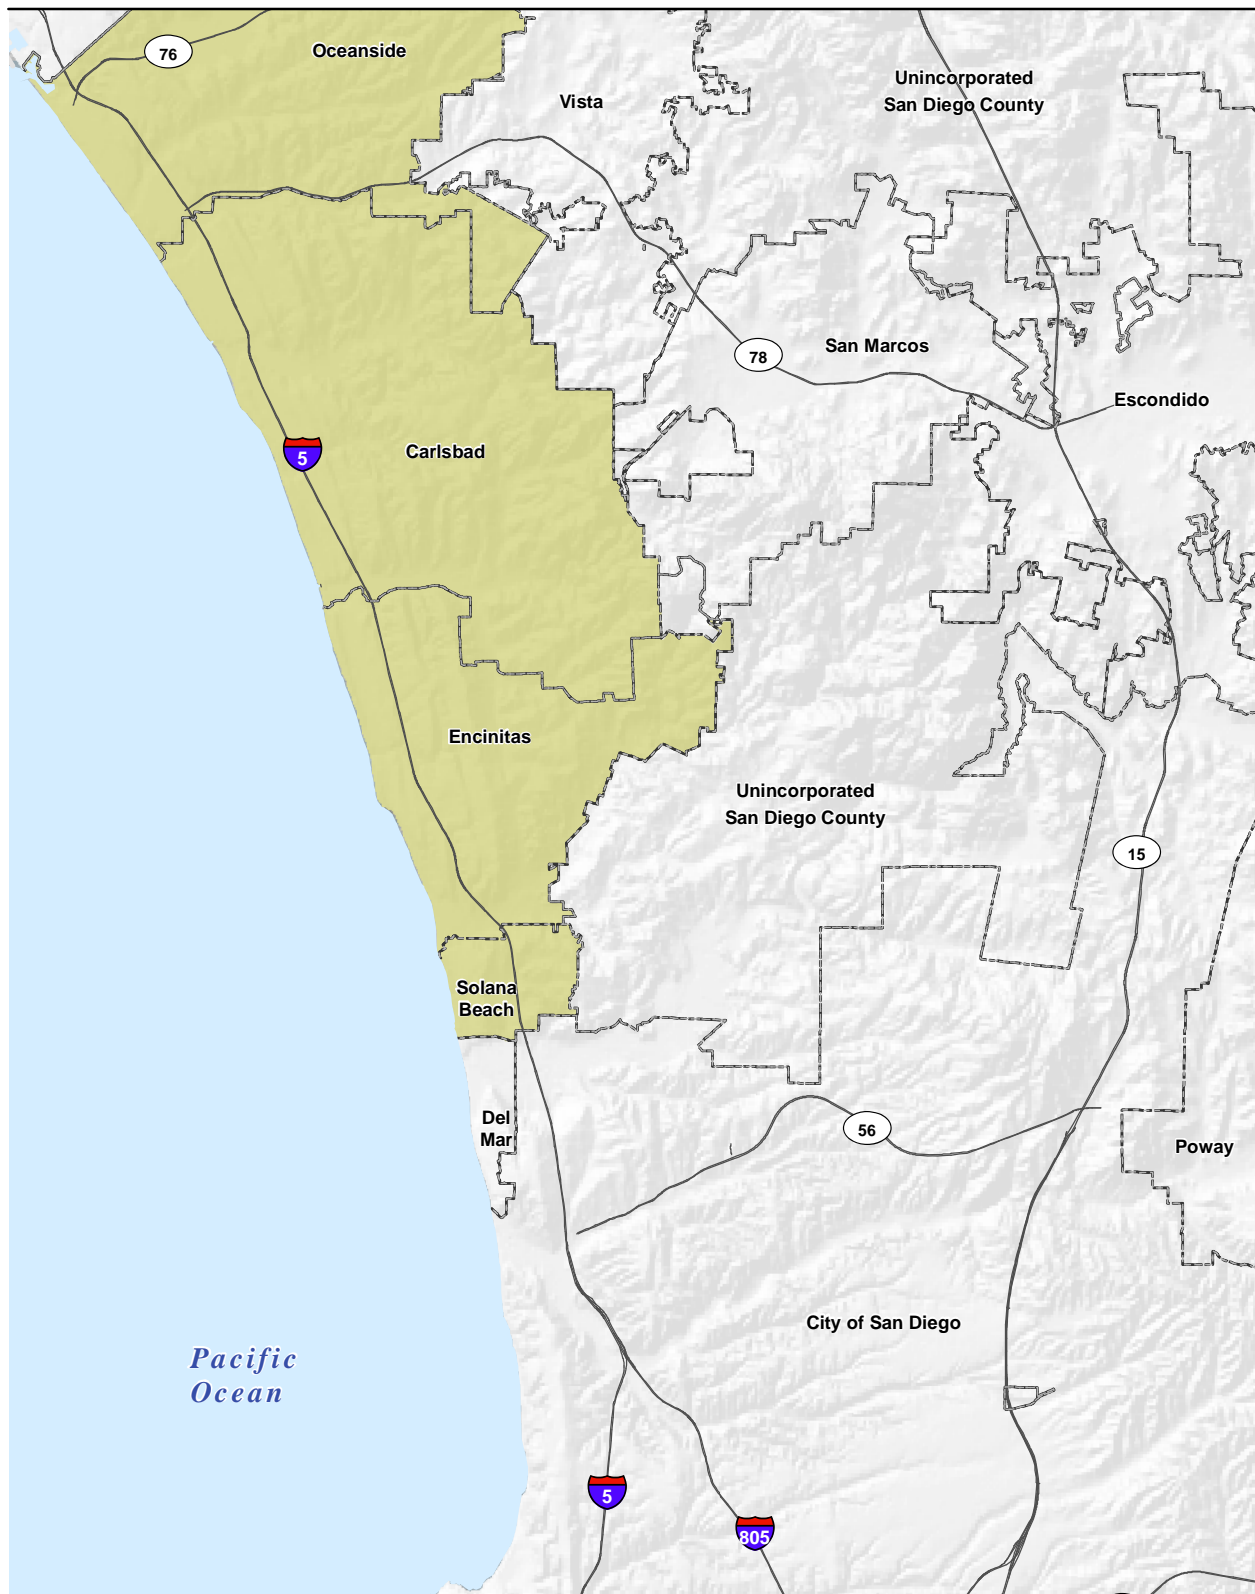 Oceanside
76
Unincorporated
San Diego County
Vista
San Marcos
78
Escondido
Carlsbad
5
Encinitas
Unincorporated
San Diego County
15
Solana
Beach
Del
Mar
56
Poway
City of San Diego
Pacific
Ocean
5
805